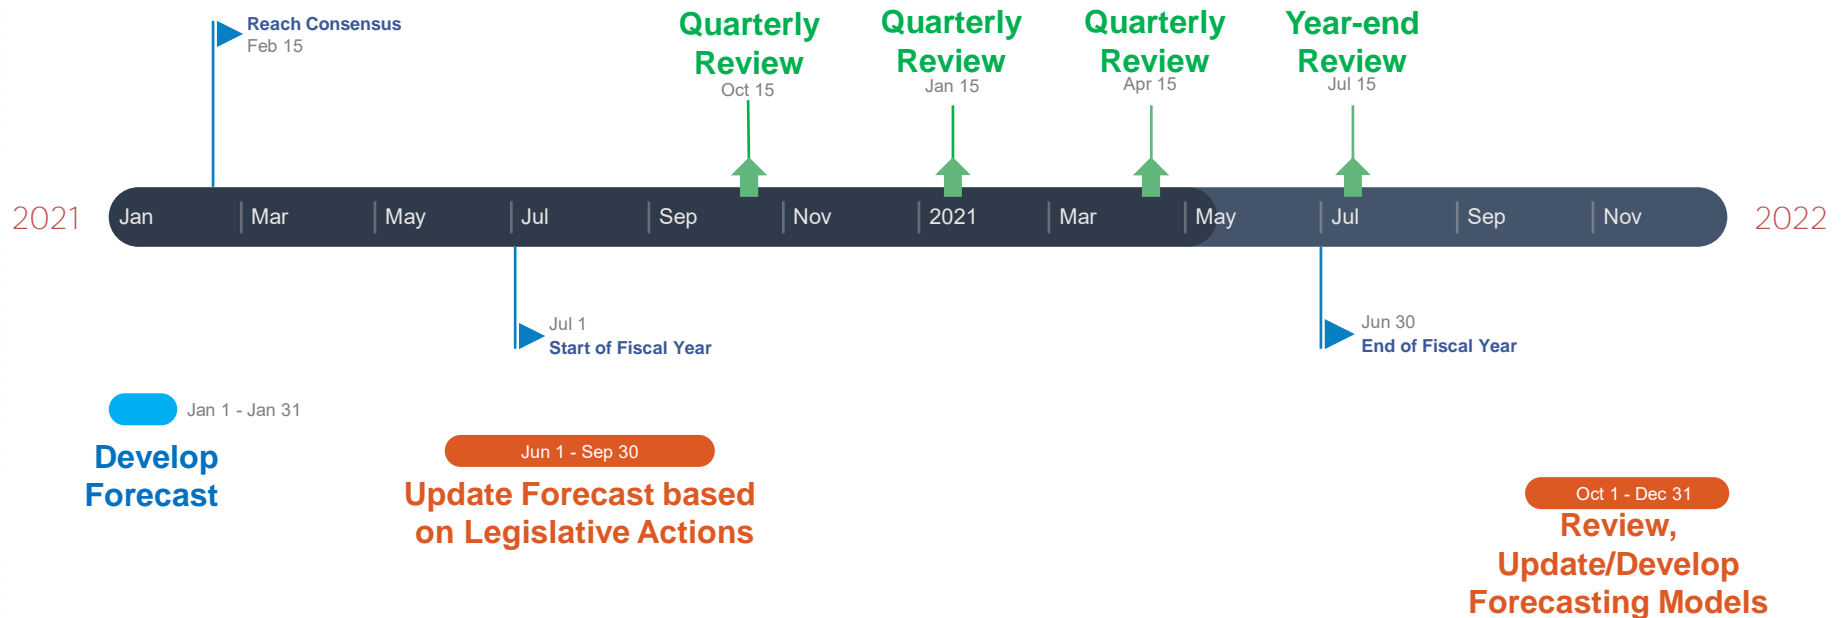 Reach Consensus
Feb 15
Quarterly
Review
Oct 15
Quarterly
Review
Jan 15
Quarterly
Review
Apr 15
Year-end
Review
Jul 15
2021
Jan
Mar
May
Jul
Sep
Nov
2021
Mar
May
Jul
Sep
Nov
2022
Jul 1
Start of Fiscal Year
Jun 30
End of Fiscal Year
Jan 1 - Jan 31
Develop
Forecast
Jun 1 - Sep 30
Update Forecast based
on Legislative Actions
Oct 1 - Dec 31
Review,
Update/Develop
Forecasting Models